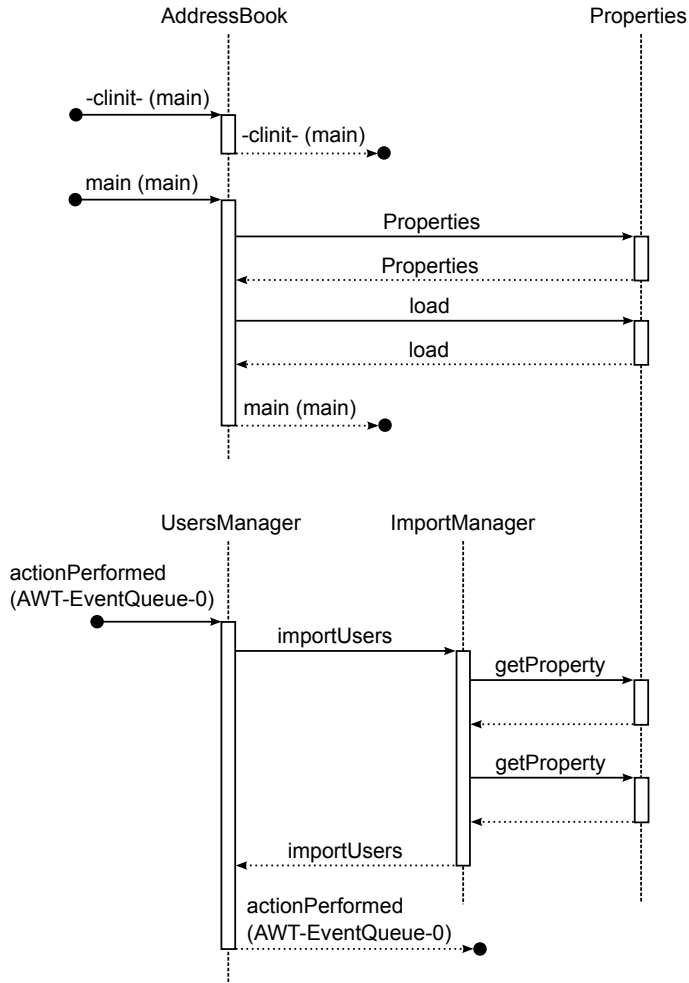 AddressBook
Properties
-clinit- (main)
-clinit- (main)
main (main)
Properties
Properties
load
load
main (main)
UsersManager
ImportManager
actionPerformed
(AWT-EventQueue-0)
importUsers
getProperty
getProperty
importUsers
actionPerformed
(AWT-EventQueue-0)